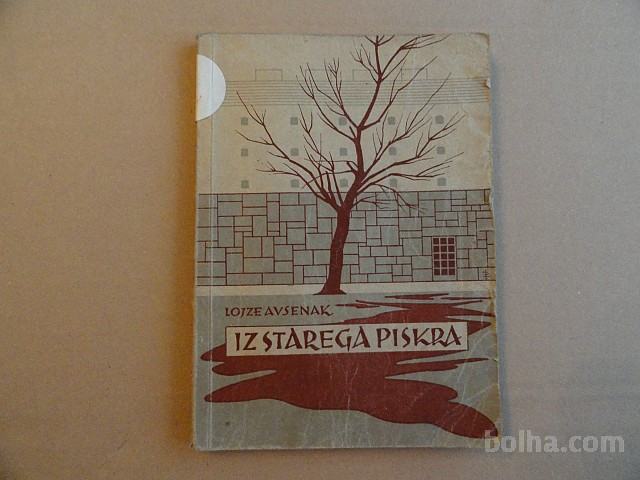 LOJZE AVSENAK
IZ STAREGA PISKRA
bolha.com